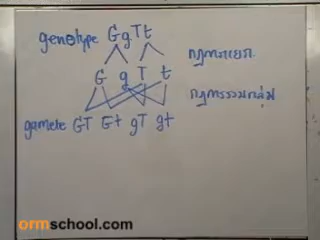 genotype GgTt
กฎการแยก
G g T t
กฎการรวมกลุ่ม
gamete GT Gt gT gt
ormschool.com